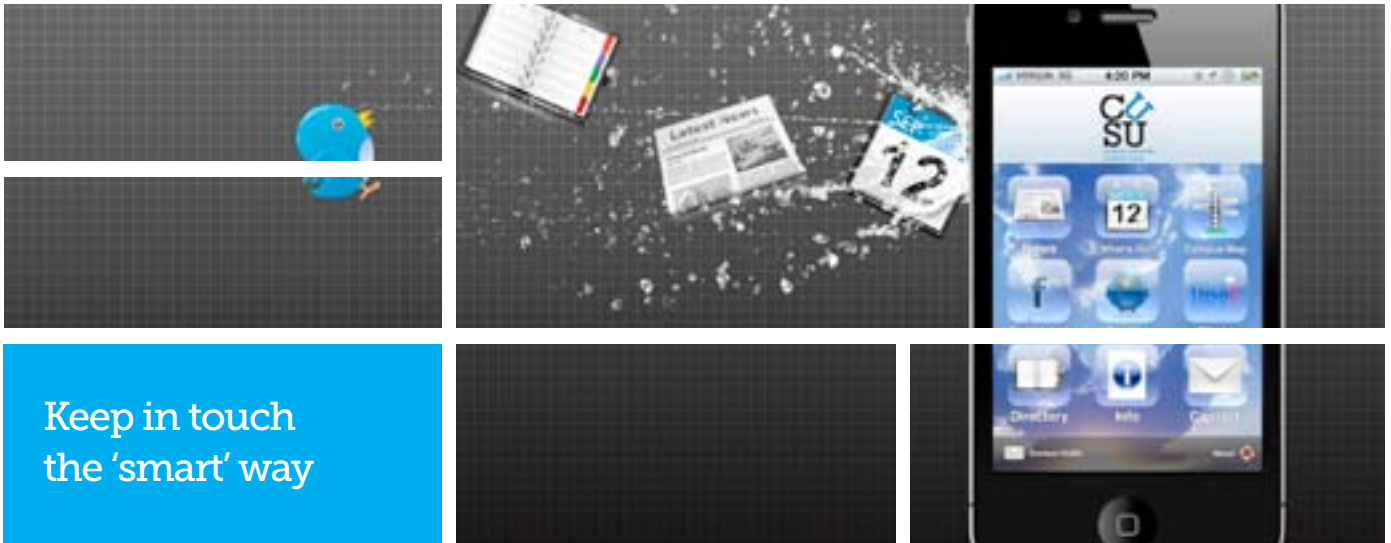 Latest News
SEP
12
4:20 PM
CU
SU
12
f
Directory
Info
Contact
Keep in touch
the ‘smart’ way